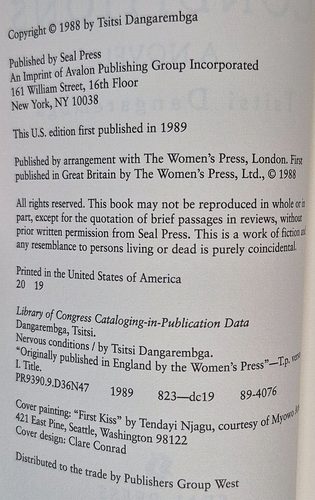 Copyright © 1988 by Tsitsi Dangarembga
Published by Seal Press
An Imprint of Avalon Publishing Group Incorporated
161 William Street, 16th Floor
New York, NY 10038
This U.S. edition first published in 1989
Published by arrangement with The Women's Press, London. First
published in Great Britain by The Women's Press, Ltd., © 1988
All rights reserved. This book may not be reproduced in whole or in
part, except for the quotation of brief passages in reviews, without
prior written permission from Seal Press. This is a work of fiction and
any resemblance to persons living or dead is purely coincidental.
Printed in the United States of America
20 19
Library of Congress Cataloging-in-Publication Data
Dangarembga, Tsitsi.
Nervous conditions / by Tsitsi Dangarembga.
"Originally published in England by the Women's Press"—T.p. verso
I. Title.
PR9390.9.D36N47 1989 823—dc19 89-4076
Cover painting: "First Kiss" by Tendayi Njagu, courtesy of
421 East Pine, Seattle, Washington 98122
Cover design: Clare Conrad
Distributed to the trade by Publishers Group West